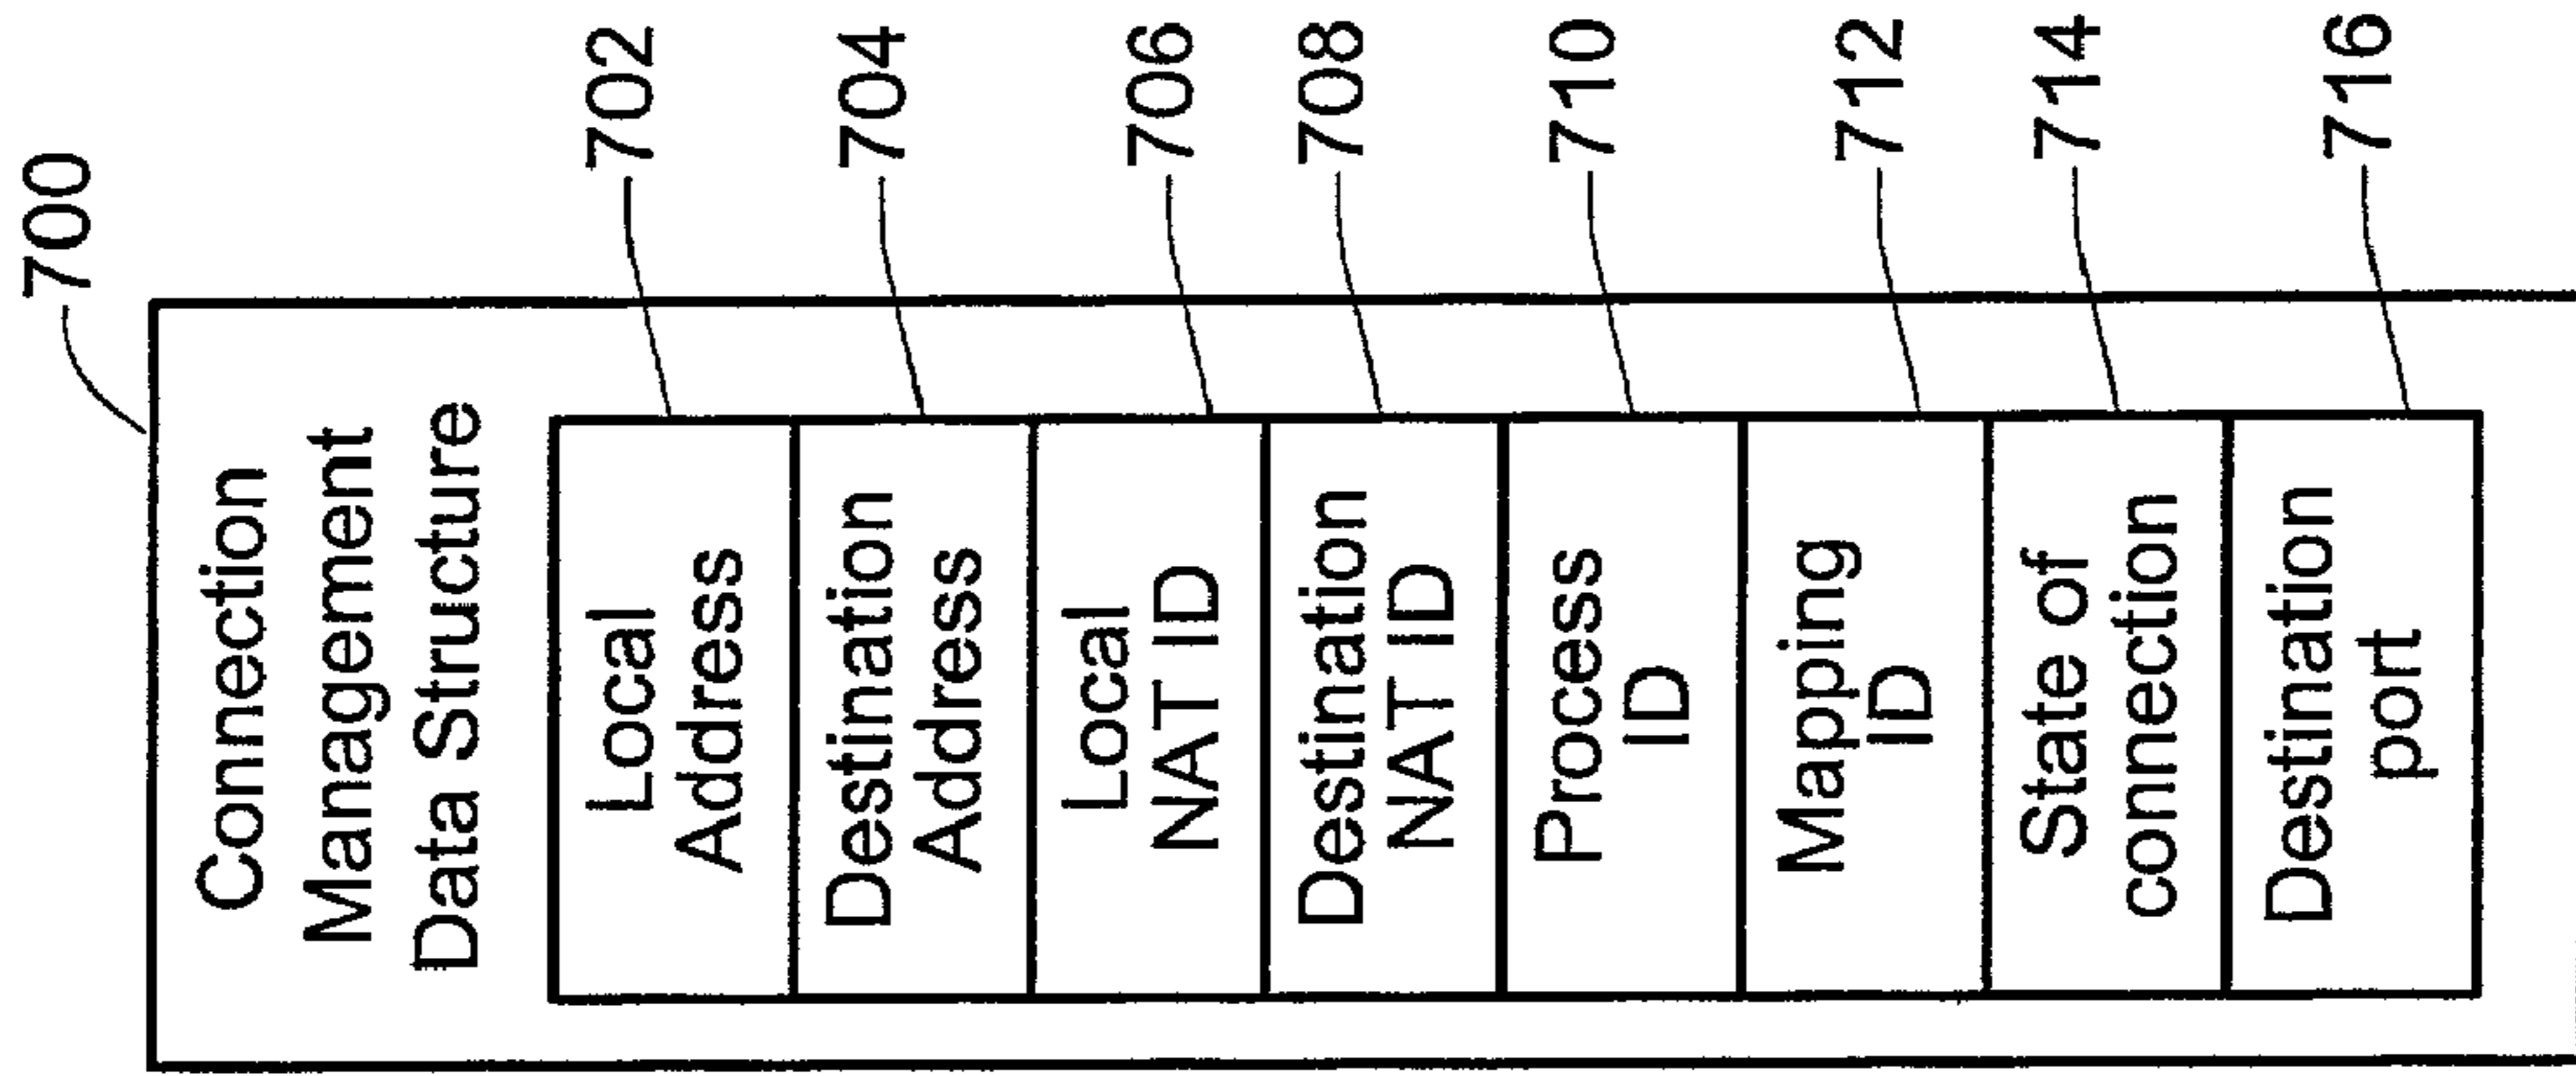 700
Connection
Management
Data Structure
Local
Address
702
Destination
Address
704
Local
NAT ID
706
Destination
NAT ID
708
Process
ID
710
Mapping
ID
712
State of
connection
714
Destination
port
716